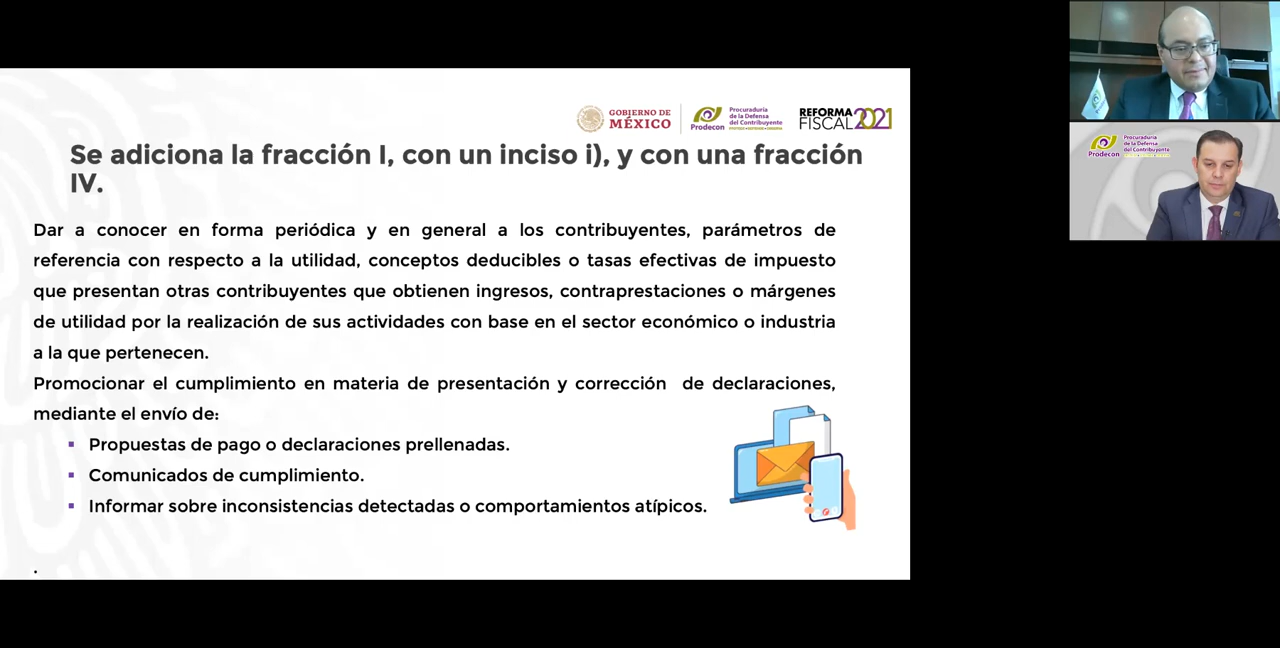 GOBIERNO DE
MÉXICO
Prodecon
Procuraduría
de la Defensa
del Contribuyente
REFORMA
FISCAL2021
Se adiciona la fracción I, con un inciso i), y con una fracción
IV.
Dar a conocer en forma periódica y en general a los contribuyentes, parámetros de
referencia con respecto a la utilidad, conceptos deducibles o tasas efectivas de impuesto
que presentan otras contribuyentes que obtienen ingresos, contraprestaciones o márgenes
de utilidad por la realización de sus actividades con base en el sector económico o industria
a la que pertenecen.
Promocionar el cumplimiento en materia de presentación y corrección de declaraciones,
mediante el envío de:
▪ Propuestas de pago o declaraciones prellenadas.
▪ Comunicados de cumplimiento.
▪ Informar sobre inconsistencias detectadas o comportamientos atípicos.
.
Prodecon
Procuraduría
de la Defensa
del Contribuyente